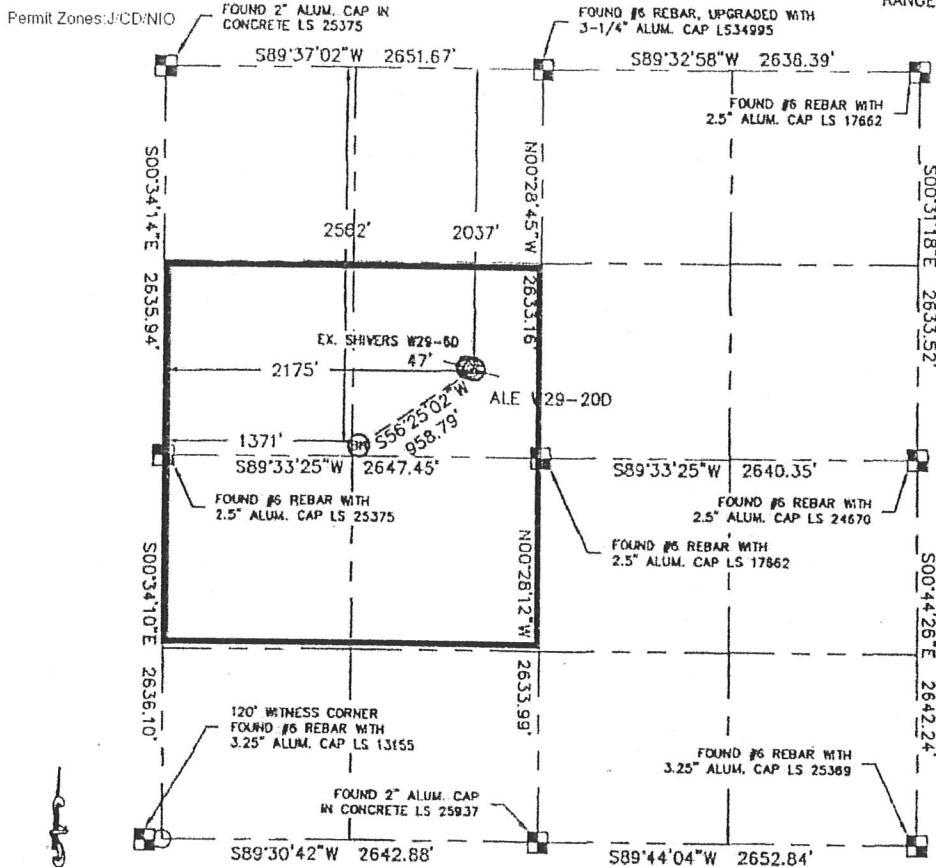 RANGE
Permit Zones:J/CD/NIO
FOUND 2" ALUM. CAP IN
CONCRETE LS 25375
FOUND #6 REBAR, UPGRADED WITH
3-1/4" ALUM. CAP LS34995
S89°37'02"W 2651.67'
S89°32'58"W 2638.39'
FOUND #6 REBAR WITH
2.5" ALUM. CAP LS 17662
S00°34'14"E 2635.94'
N00°28'45"W 2633.16'
S00°31'18"E 2633.52'
2562' 2037'
EX. SHIVERS W29-6D
47'
2175'
ALE W29-20D
S56°25'02"W
958.79'
1371'
BH
S89°33'25"W 2647.45'
S89°33'25"W 2640.35'
FOUND #6 REBAR WITH
2.5" ALUM. CAP LS 25375
FOUND #6 REBAR WITH
2.5" ALUM. CAP LS 24670
FOUND #6 REBAR WITH
2.5" ALUM. CAP LS 17662
S00°34'10"E 2636.10'
N00°28'12"W 2633.99'
S00°44'26"E 2642.24'
120' WITNESS CORNER
FOUND #6 REBAR WITH
3.25" ALUM. CAP LS 13155
FOUND #6 REBAR WITH
3.25" ALUM. CAP LS 25369
FOUND 2" ALUM. CAP
IN CONCRETE LS 25937
S89°30'42"W 2642.88'
S89°44'04"W 2652.84'